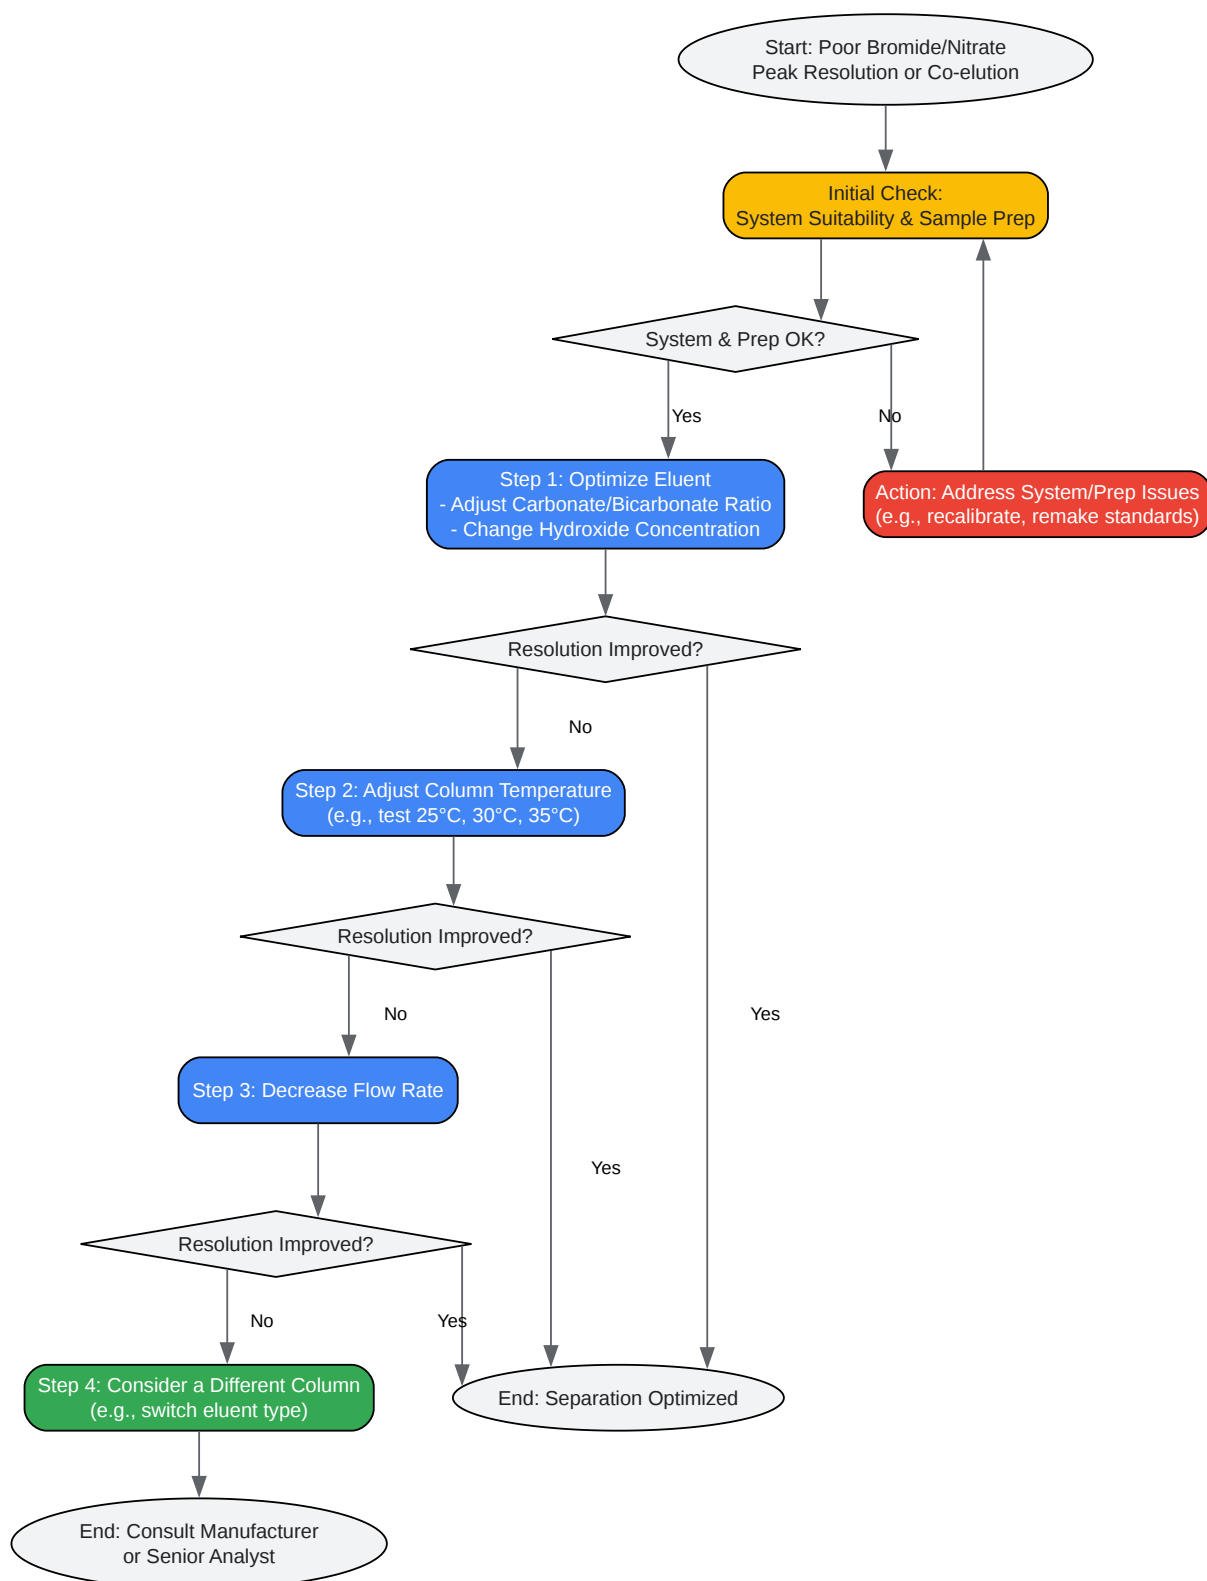 Start: Poor Bromide/Nitrate
Peak Resolution or Co-elution
Initial Check:
System Suitability & Sample Prep
System & Prep OK?
Yes
No
Step 1: Optimize Eluent
- Adjust Carbonate/Bicarbonate Ratio
- Change Hydroxide Concentration
Action: Address System/Prep Issues
(e.g., recalibrate, remake standards)
Resolution Improved?
No
Step 2: Adjust Column Temperature
(e.g., test 25°C, 30°C, 35°C)
Resolution Improved?
No
Yes
Step 3: Decrease Flow Rate
Yes
Resolution Improved?
No
Yes
Step 4: Consider a Different Column
(e.g., switch eluent type)
End: Separation Optimized
End: Consult Manufacturer
or Senior Analyst